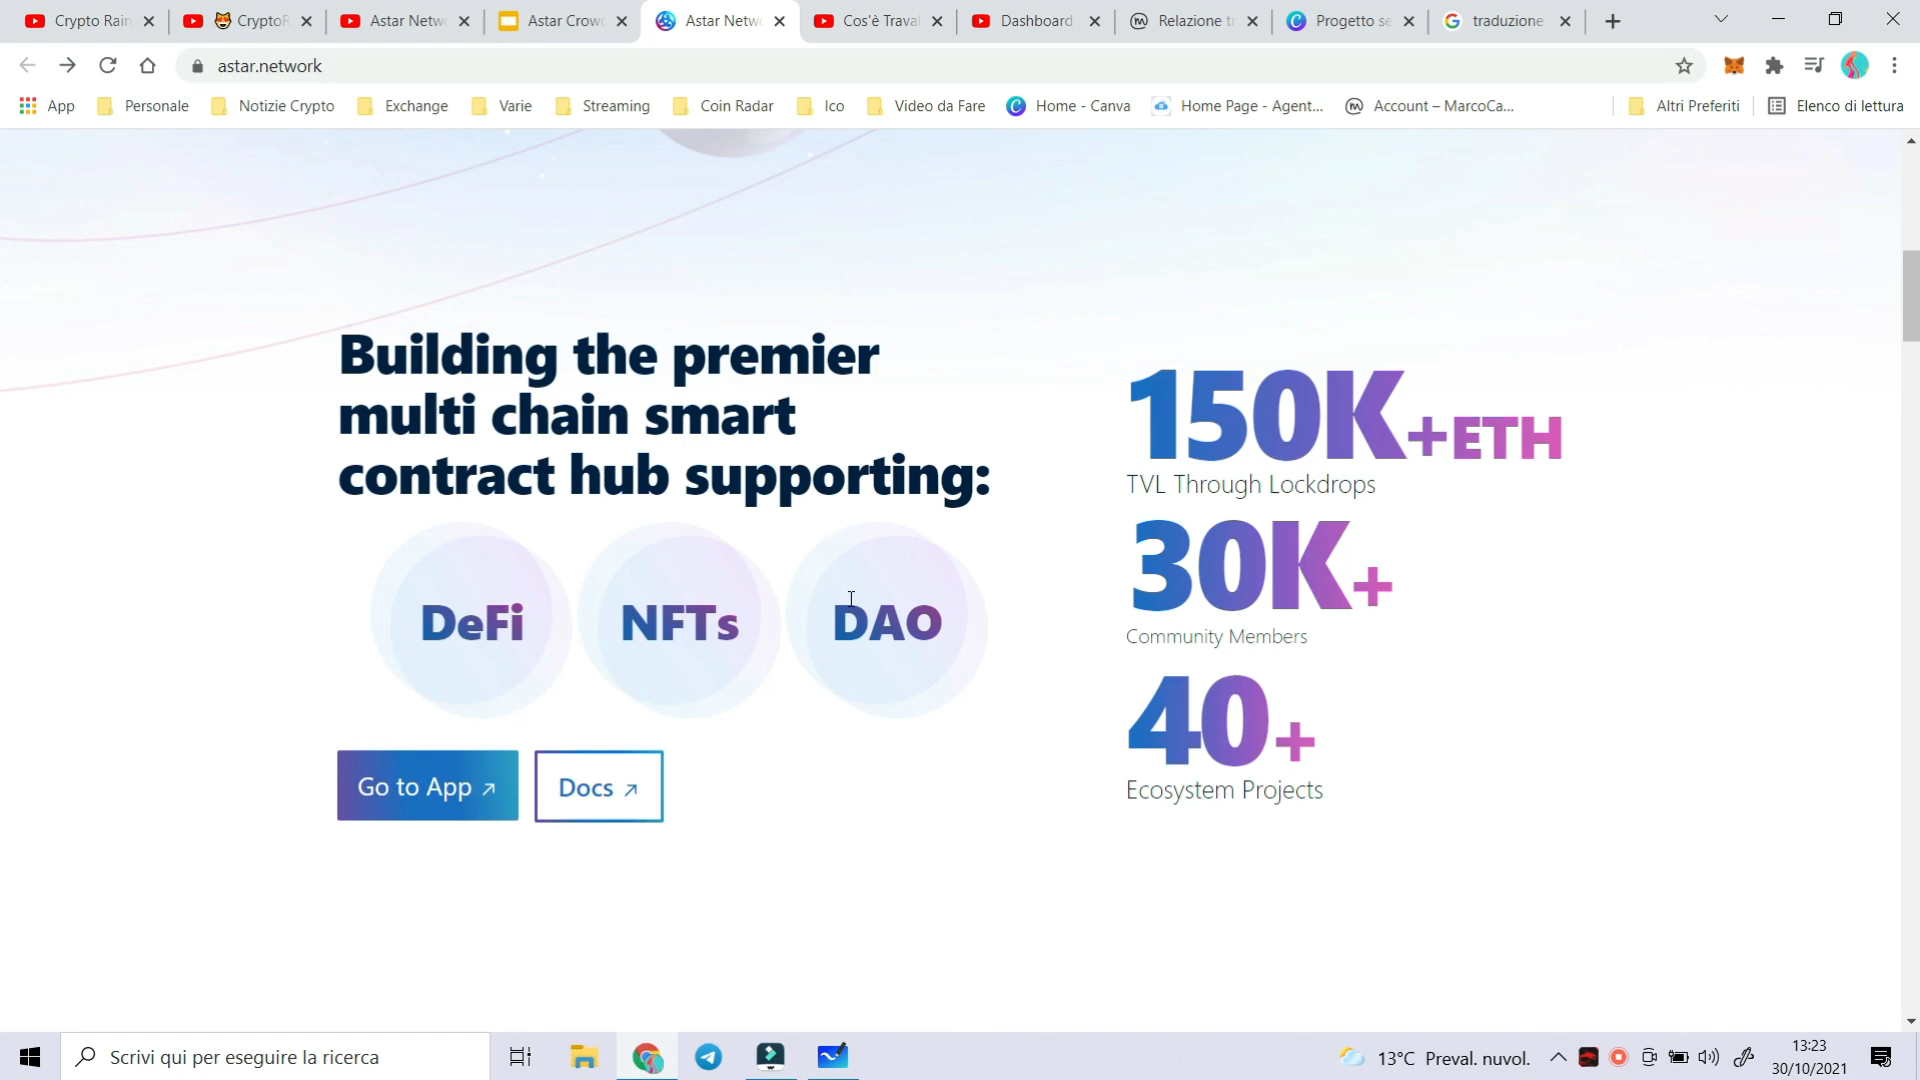 Crypto Rain
CryptoR
Astar Netwo
Astar Crowd
Astar Netwo
Cos'è Traval
Dashboard
Relazione tr
Progetto se
traduzione
astar.network
App
Personale
Notizie Crypto
Exchange
Varie
Streaming
Coin Radar
Ico
Video da Fare
Home - Canva
Home Page - Agent...
Account – MarcoCa...
Altri Preferiti
Elenco di lettura
Building the premier
multi chain smart
contract hub supporting:
DeFi
NFTs
DAO
Go to App ↗
Docs ↗
150K+ETH
TVL Through Lockdrops
30K+
Community Members
40+
Ecosystem Projects
Scrivi qui per eseguire la ricerca
13°C Preval. nuvol.
13:23
30/10/2021